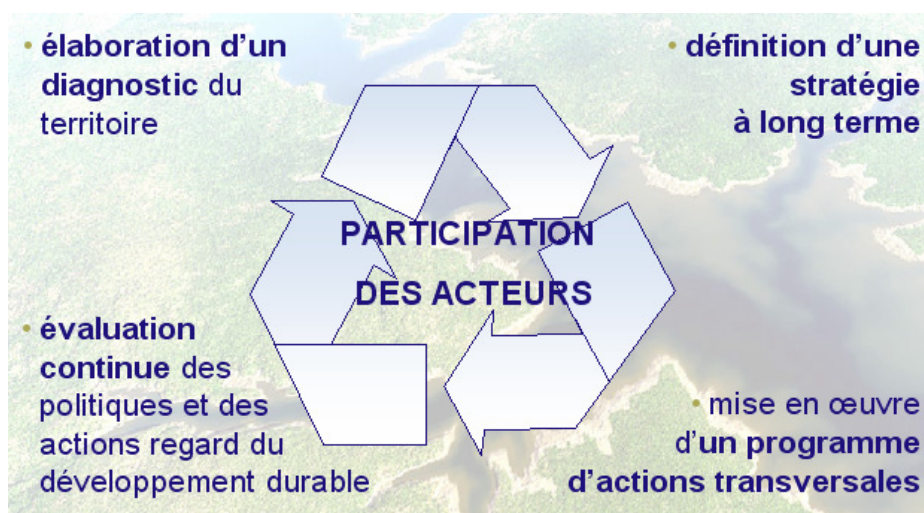 • élaboration d'un
diagnostic du
territoire
• définition d'une
stratégie
à long terme
PARTICIPATION
DES ACTEURS
• évaluation
continue des
politiques et des
actions regard du
développement durable
• mise en œuvre
d'un programme
d'actions transversales